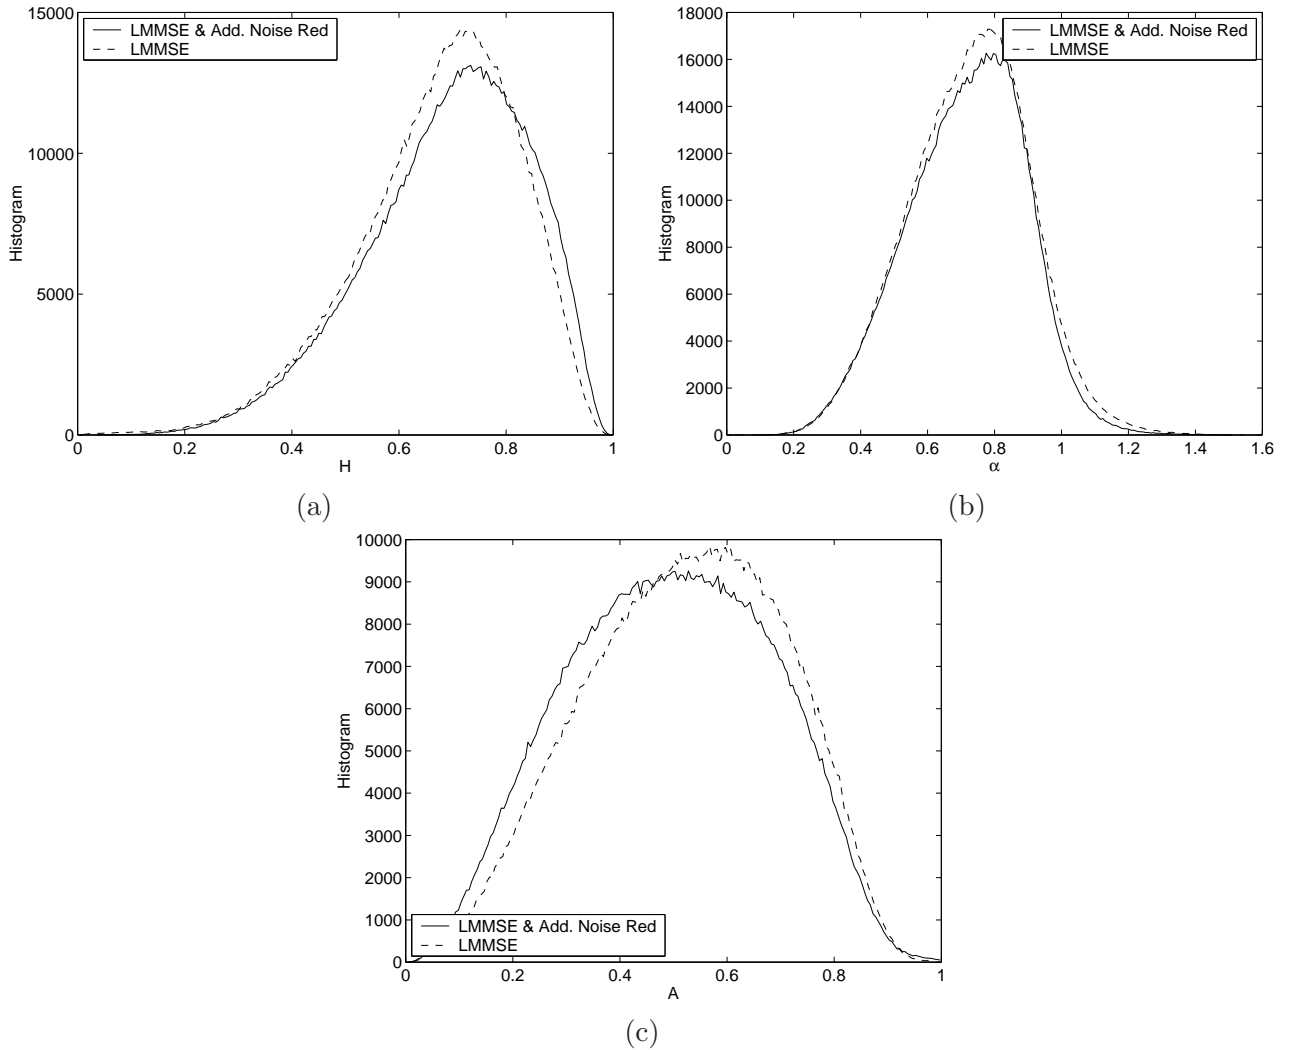 15000
10000
5000
0
Histogram
LMMSE & Add. Noise Red
LMMSE
0 0.2 0.4 0.6 0.8 1
H
(a)
18000
16000
14000
12000
10000
8000
6000
4000
2000
0
Histogram
LMMSE & Add. Noise Red
LMMSE
0 0.2 0.4 0.6 0.8 1 1.2 1.4 1.6
α
(b)
10000
9000
8000
7000
6000
5000
4000
3000
2000
1000
0
Histogram
LMMSE & Add. Noise Red
LMMSE
0 0.2 0.4 0.6 0.8 1
A
(c)